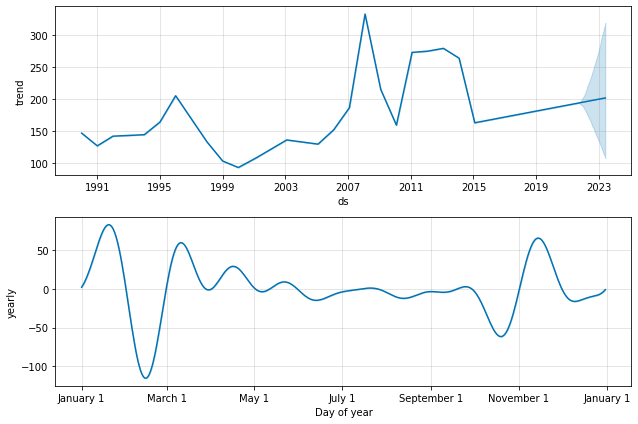 trend
300
250
200
150
100
1991 1995 1999 2003 2007 2011 2015 2019 2023
ds
yearly
50
0
−50
−100
January 1 March 1 May 1 July 1 September 1 November 1 January 1
Day of year